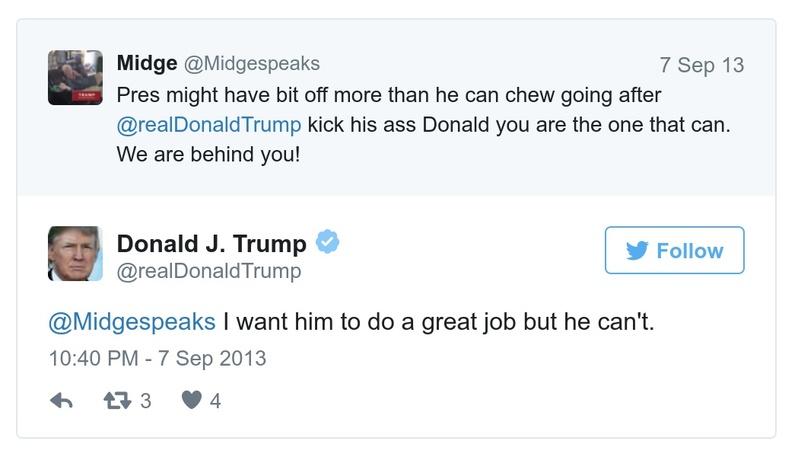 Midge @Midgespeaks
7 Sep 13
Pres might have bit off more than he can chew going after
@realDonaldTrump kick his ass Donald you are the one that can.
We are behind you!
TRUMP
Donald J. Trump
@realDonaldTrump
Follow
@Midgespeaks I want him to do a great job but he can't.
10:40 PM - 7 Sep 2013
3
4